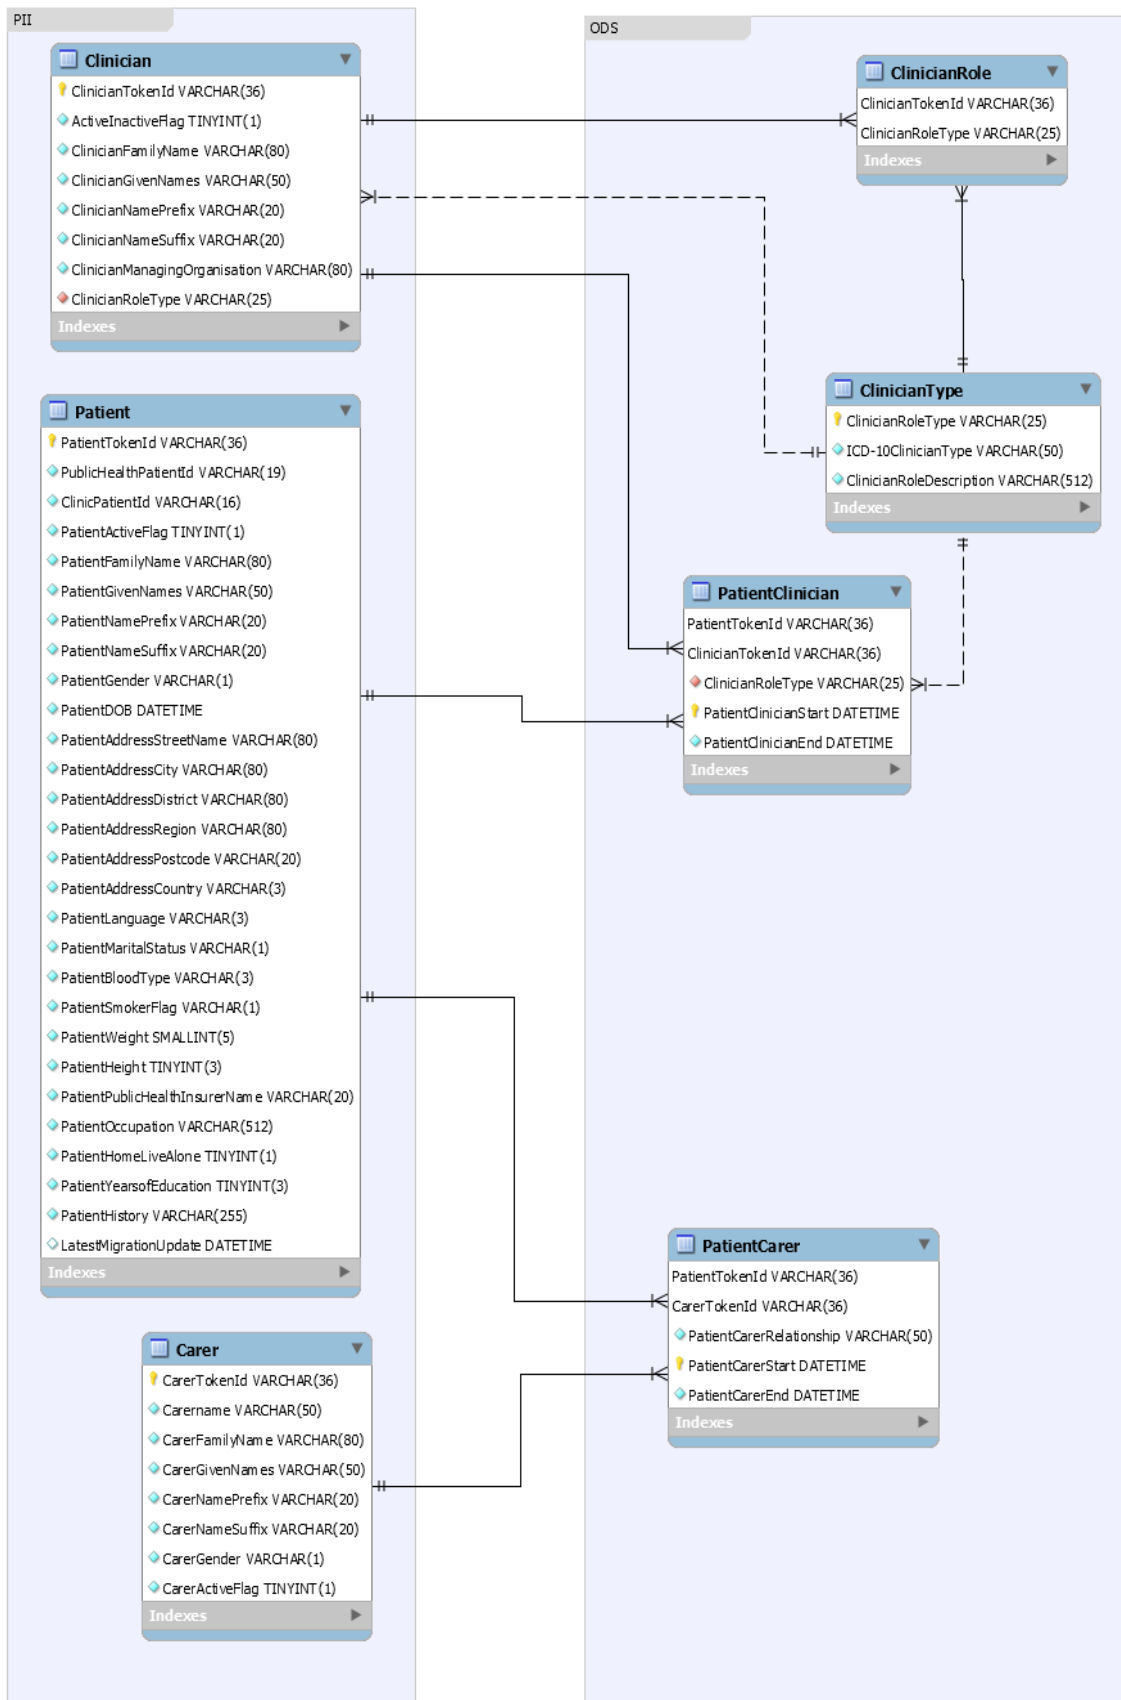 PII
Clinician
ClinicianTokenId VARCHAR(36)
ActiveInactiveFlag TINYINT(1)
ClinicianFamilyName VARCHAR(80)
ClinicianGivenNames VARCHAR(50)
ClinicianNamePrefix VARCHAR(20)
ClinicianNameSuffix VARCHAR(20)
ClinicianManagingOrganisation VARCHAR(80)
ClinicianRoleType VARCHAR(25)
Indexes
Patient
PatientTokenId VARCHAR(36)
PublicHealthPatientId VARCHAR(19)
ClinicPatientId VARCHAR(16)
PatientActiveFlag TINYINT(1)
PatientFamilyName VARCHAR(80)
PatientGivenNames VARCHAR(50)
PatientNamePrefix VARCHAR(20)
PatientNameSuffix VARCHAR(20)
PatientGender VARCHAR(1)
PatientDOB DATETIME
PatientAddressStreetName VARCHAR(80)
PatientAddressCity VARCHAR(80)
PatientAddressDistrict VARCHAR(80)
PatientAddressRegion VARCHAR(80)
PatientAddressPostcode VARCHAR(20)
PatientAddressCountry VARCHAR(3)
PatientLanguage VARCHAR(3)
PatientMaritalStatus VARCHAR(1)
PatientBloodType VARCHAR(3)
PatientSmokerFlag VARCHAR(1)
PatientWeight SMALLINT(5)
PatientHeight TINYINT(3)
PatientPublicHealthInsurerName VARCHAR(20)
PatientOccupation VARCHAR(512)
PatientHomeLiveAlone TINYINT(1)
PatientYearsofEducation TINYINT(3)
PatientHistory VARCHAR(255)
LatestMigrationUpdate DATETIME
Indexes
Carer
CarerTokenId VARCHAR(36)
Carername VARCHAR(50)
CarerFamilyName VARCHAR(80)
CarerGivenNames VARCHAR(50)
CarerNamePrefix VARCHAR(20)
CarerNameSuffix VARCHAR(20)
CarerGender VARCHAR(1)
CarerActiveFlag TINYINT(1)
Indexes
ODS
ClinicianRole
ClinicianTokenId VARCHAR(36)
ClinicianRoleType VARCHAR(25)
Indexes
ClinicianType
ClinicianRoleType VARCHAR(25)
ICD-10ClinicianType VARCHAR(50)
ClinicianRoleDescription VARCHAR(512)
Indexes
PatientClinician
PatientTokenId VARCHAR(36)
ClinicianTokenId VARCHAR(36)
ClinicianRoleType VARCHAR(25)
PatientClinicianStart DATETIME
PatientClinicianEnd DATETIME
Indexes
PatientCarer
PatientTokenId VARCHAR(36)
CarerTokenId VARCHAR(36)
PatientCarerRelationship VARCHAR(50)
PatientCarerStart DATETIME
PatientCarerEnd DATETIME
Indexes